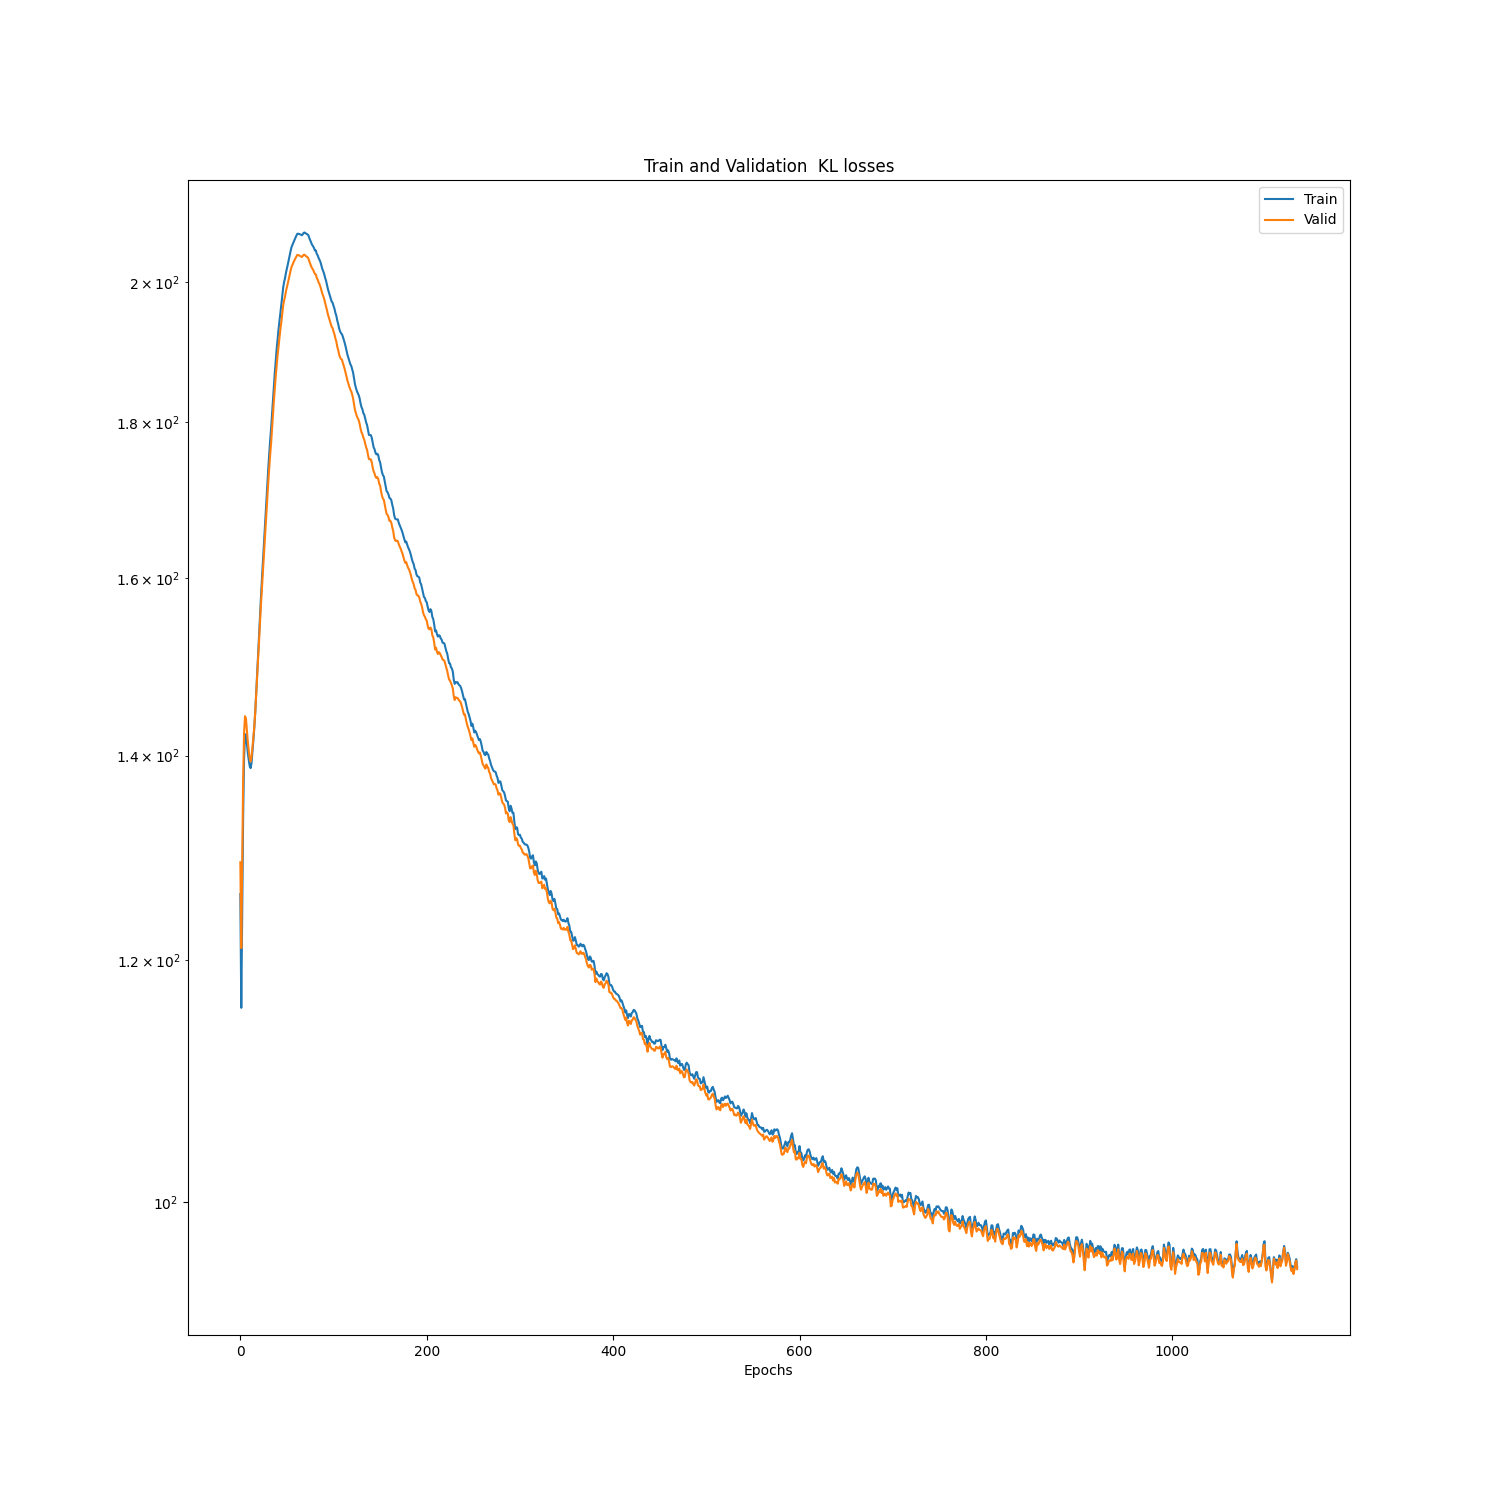 Train and Validation  KL losses
Train
Valid
2 × 10²
1.8 × 10²
1.6 × 10²
1.4 × 10²
1.2 × 10²
10²
0 200 400 600 800 1000
Epochs